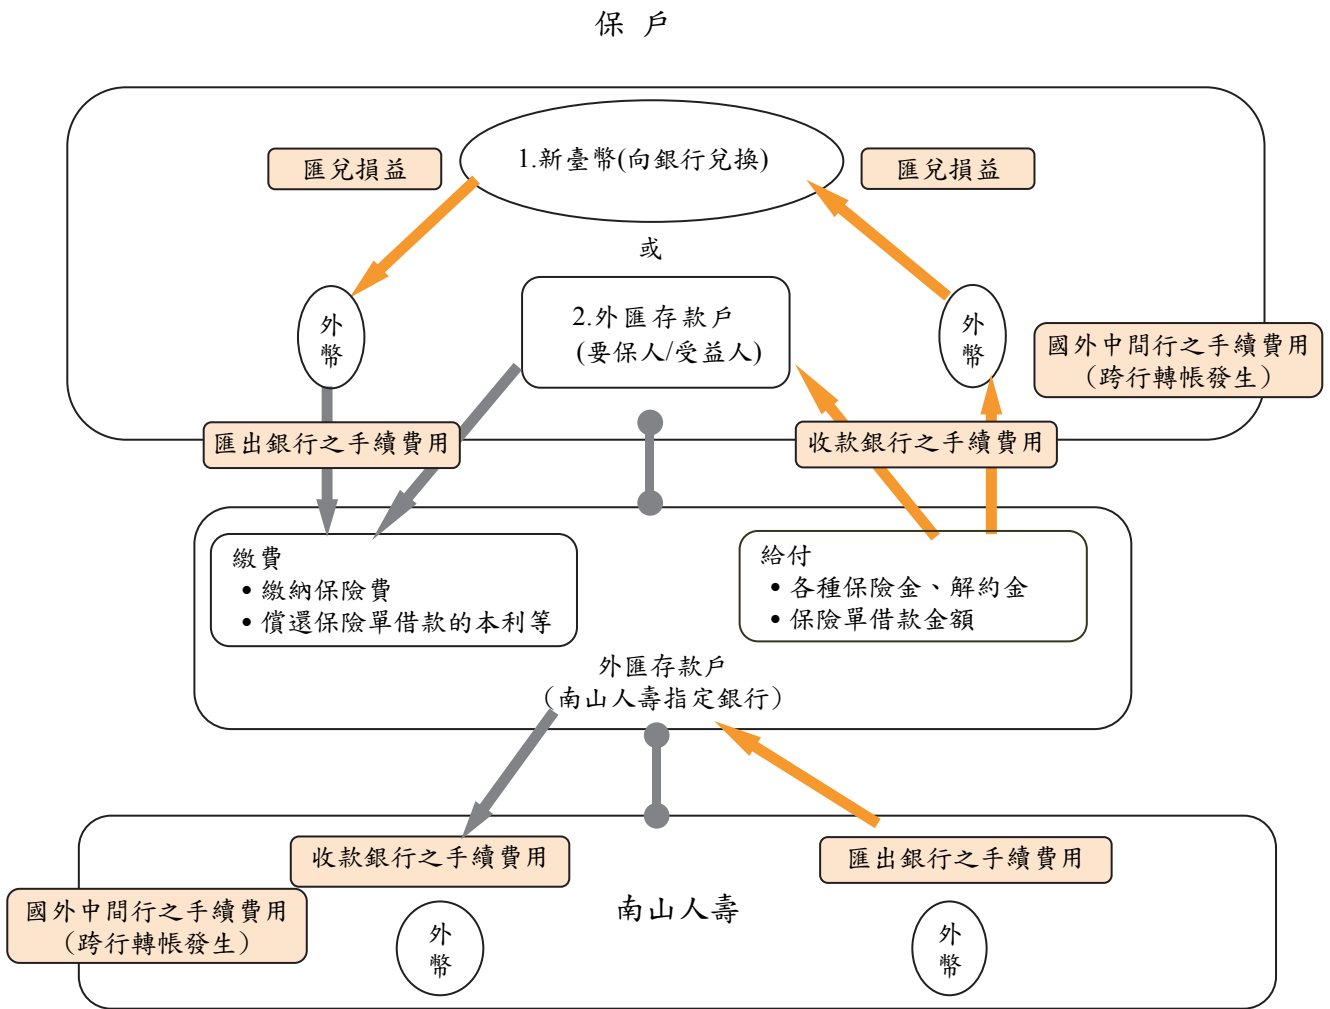 保 戶
1.新臺幣(向銀行兌換)
匯兌損益
匯兌損益
或
外
幣
2.外匯存款戶
(要保人/受益人)
外
幣
國外中間行之手續費用
（跨行轉帳發生）
匯出銀行之手續費用
收款銀行之手續費用
繳費
• 繳納保險費
• 償還保險單借款的本利等
給付
• 各種保險金、解約金
• 保險單借款金額
外匯存款戶
（南山人壽指定銀行）
收款銀行之手續費用
匯出銀行之手續費用
國外中間行之手續費用
（跨行轉帳發生）
南山人壽
外
幣
外
幣